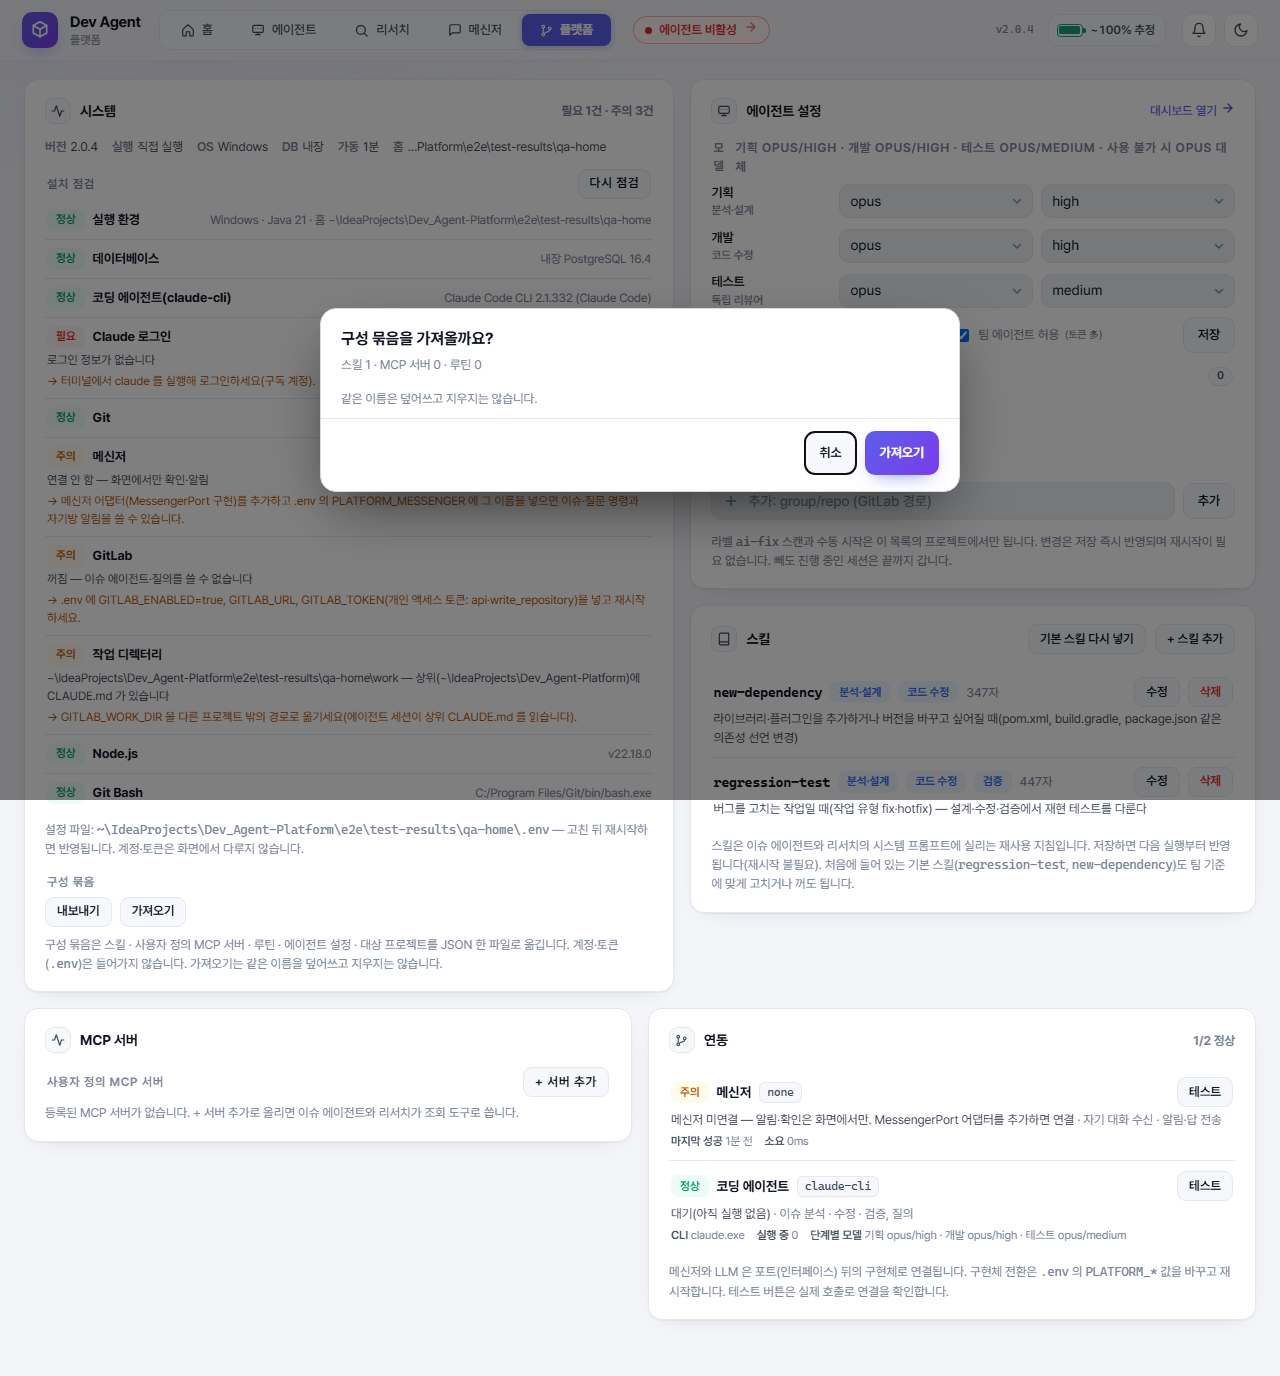 Dev Agent
플랫폼
홈
에이전트
리서치
메신저
플랫폼
에이전트 비활성 →
v2.0.4
~100% 추정
시스템
필요 1건 · 주의 3건
버전 2.0.4 실행 직접 실행 OS Windows DB 내장 가동 1분 홈 ...Platform\e2e\test-results\qa-home
설치 점검
다시 점검
정상 실행 환경 Windows · Java 21 · 홈 ~\IdeaProjects\Dev_Agent-Platform\e2e\test-results\qa-home
정상 데이터베이스 내장 PostgreSQL 16.4
정상 코딩 에이전트(claude-cli) Claude Code CLI 2.1.332 (Claude Code)
필요 Claude 로그인
로그인 정보가 없습니다
→ 터미널에서 claude 를 실행해 로그인하세요(구독 계정).
정상 Git
주의 메신저
연결 안 함 — 화면에서만 확인·알림
→ 메신저 어댑터(MessengerPort 구현)를 추가하고 .env 의 PLATFORM_MESSENGER 에 그 이름을 넣으면 이슈·질문 명령과
자기방 알림을 쓸 수 있습니다.
주의 GitLab
꺼짐 — 이슈 에이전트·질의를 쓸 수 없습니다
→ .env 에 GITLAB_ENABLED=true, GITLAB_URL, GITLAB_TOKEN(개인 액세스 토큰: api·write_repository)을 넣고 재시작
하세요.
주의 작업 디렉터리
~\IdeaProjects\Dev_Agent-Platform\e2e\test-results\qa-home\work — 상위(~\IdeaProjects\Dev_Agent-Platform)에
CLAUDE.md 가 있습니다
→ GITLAB_WORK_DIR 을 다른 프로젝트 밖의 경로로 옮기세요(에이전트 세션이 상위 CLAUDE.md 를 읽습니다).
정상 Node.js v22.18.0
정상 Git Bash C:/Program Files/Git/bin/bash.exe
설정 파일: ~\IdeaProjects\Dev_Agent-Platform\e2e\test-results\qa-home\.env — 고친 뒤 재시작하
면 반영됩니다. 계정·토큰은 화면에서 다루지 않습니다.
구성 묶음
내보내기
가져오기
구성 묶음은 스킬 · 사용자 정의 MCP 서버 · 루틴 · 에이전트 설정 · 대상 프로젝트를 JSON 한 파일로 옮깁니다. 계정·토큰
(.env)은 들어가지 않습니다. 가져오기는 같은 이름을 덮어쓰고 지우지는 않습니다.
에이전트 설정
대시보드 열기 →
모델 기획 OPUS/HIGH · 개발 OPUS/HIGH · 테스트 OPUS/MEDIUM · 사용 불가 시 OPUS 대체
기획
분석·설계
opus
high
개발
코드 수정
opus
high
테스트
독립 리뷰어
opus
medium
팀 에이전트 허용 (토큰 多)
저장
0
+ 추가: group/repo (GitLab 경로)
추가
라벨 ai-fix 스캔과 수동 시작은 이 목록의 프로젝트에서만 됩니다. 변경은 저장 즉시 반영되며 재시작이 필
요 없습니다. 빼도 진행 중인 세션은 끝까지 갑니다.
구성 묶음을 가져올까요?
스킬 1 · MCP 서버 0 · 루틴 0
같은 이름은 덮어쓰고 지우지는 않습니다.
취소
가져오기
스킬
기본 스킬 다시 넣기
+ 스킬 추가
new-dependency 분석·설계 코드 수정 347자 수정 삭제
라이브러리·플러그인을 추가하거나 버전을 바꾸고 싶어질 때(pom.xml, build.gradle, package.json 같은
의존성 선언 변경)
regression-test 분석·설계 코드 수정 검증 447자 수정 삭제
버그를 고치는 작업일 때(작업 유형 fix·hotfix) — 설계·수정·검증에서 재현 테스트를 다룬다
스킬은 이슈 에이전트와 리서치의 시스템 프롬프트에 실리는 재사용 지침입니다. 저장하면 다음 실행부터 반영
됩니다(재시작 불필요). 처음에 들어 있는 기본 스킬(regression-test, new-dependency)도 팀 기준
에 맞게 고치거나 꺼도 됩니다.
MCP 서버
사용자 정의 MCP 서버
+ 서버 추가
등록된 MCP 서버가 없습니다. + 서버 추가로 올리면 이슈 에이전트와 리서치가 조회 도구로 씁니다.
연동
1/2 정상
주의 메신저 none 테스트
메신저 미연결 — 알림·확인은 화면에서만. MessengerPort 어댑터를 추가하면 연결 · 자기 대화 수신 · 알림·답 전송
마지막 성공 1분 전 소요 0ms
정상 코딩 에이전트 claude-cli 테스트
대기(아직 실행 없음) · 이슈 분석 · 수정 · 검증, 질의
CLI claude.exe 실행 중 0 단계별 모델 기획 opus/high · 개발 opus/high · 테스트 opus/medium
메신저와 LLM 은 포트(인터페이스) 뒤의 구현체로 연결됩니다. 구현체 전환은 .env 의 PLATFORM_* 값을 바꾸고 재
시작합니다. 테스트 버튼은 실제 호출로 연결을 확인합니다.